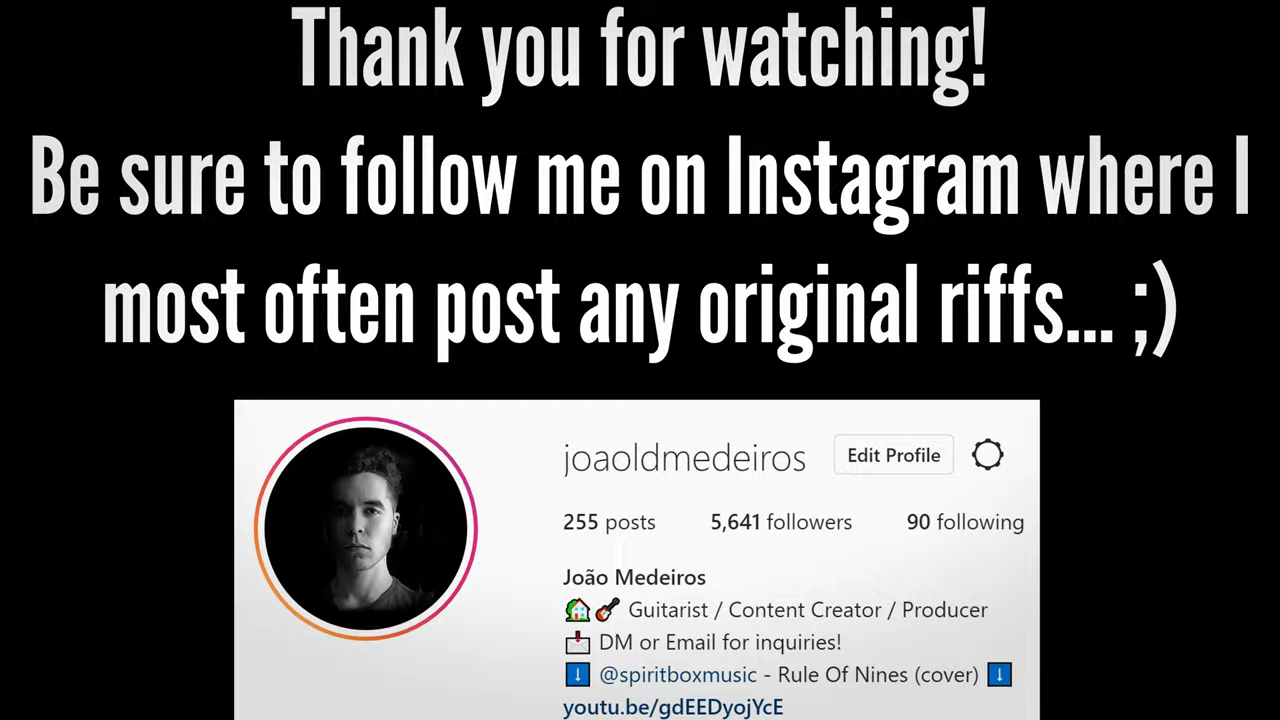 Thank you for watching!
Be sure to follow me on Instagram where I
most often post any original riffs... ;)
joaoldmedeiros Edit Profile
255 posts 5,641 followers 90 following
João Medeiros
🏠🎸 Guitarist / Content Creator / Producer
📩 DM or Email for inquiries!
⬇️ @spiritboxmusic - Rule Of Nines (cover) ⬇️
youtu.be/gdEEDyojYcE